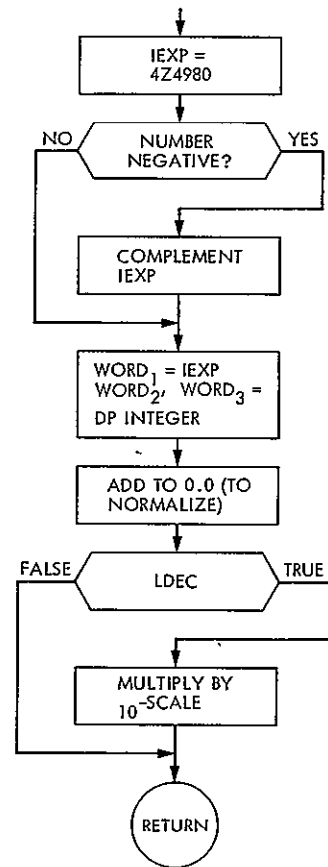 IEXP =
4Z4980
NO
NUMBER
NEGATIVE?
YES
COMPLEMENT
IEXP
WORD₁ = IEXP
WORD₂, WORD₃ =
DP INTEGER
ADD TO 0.0 (TO
NORMALIZE)
FALSE
LDEC
TRUE
MULTIPLY BY
10⁻SCALE
RETURN